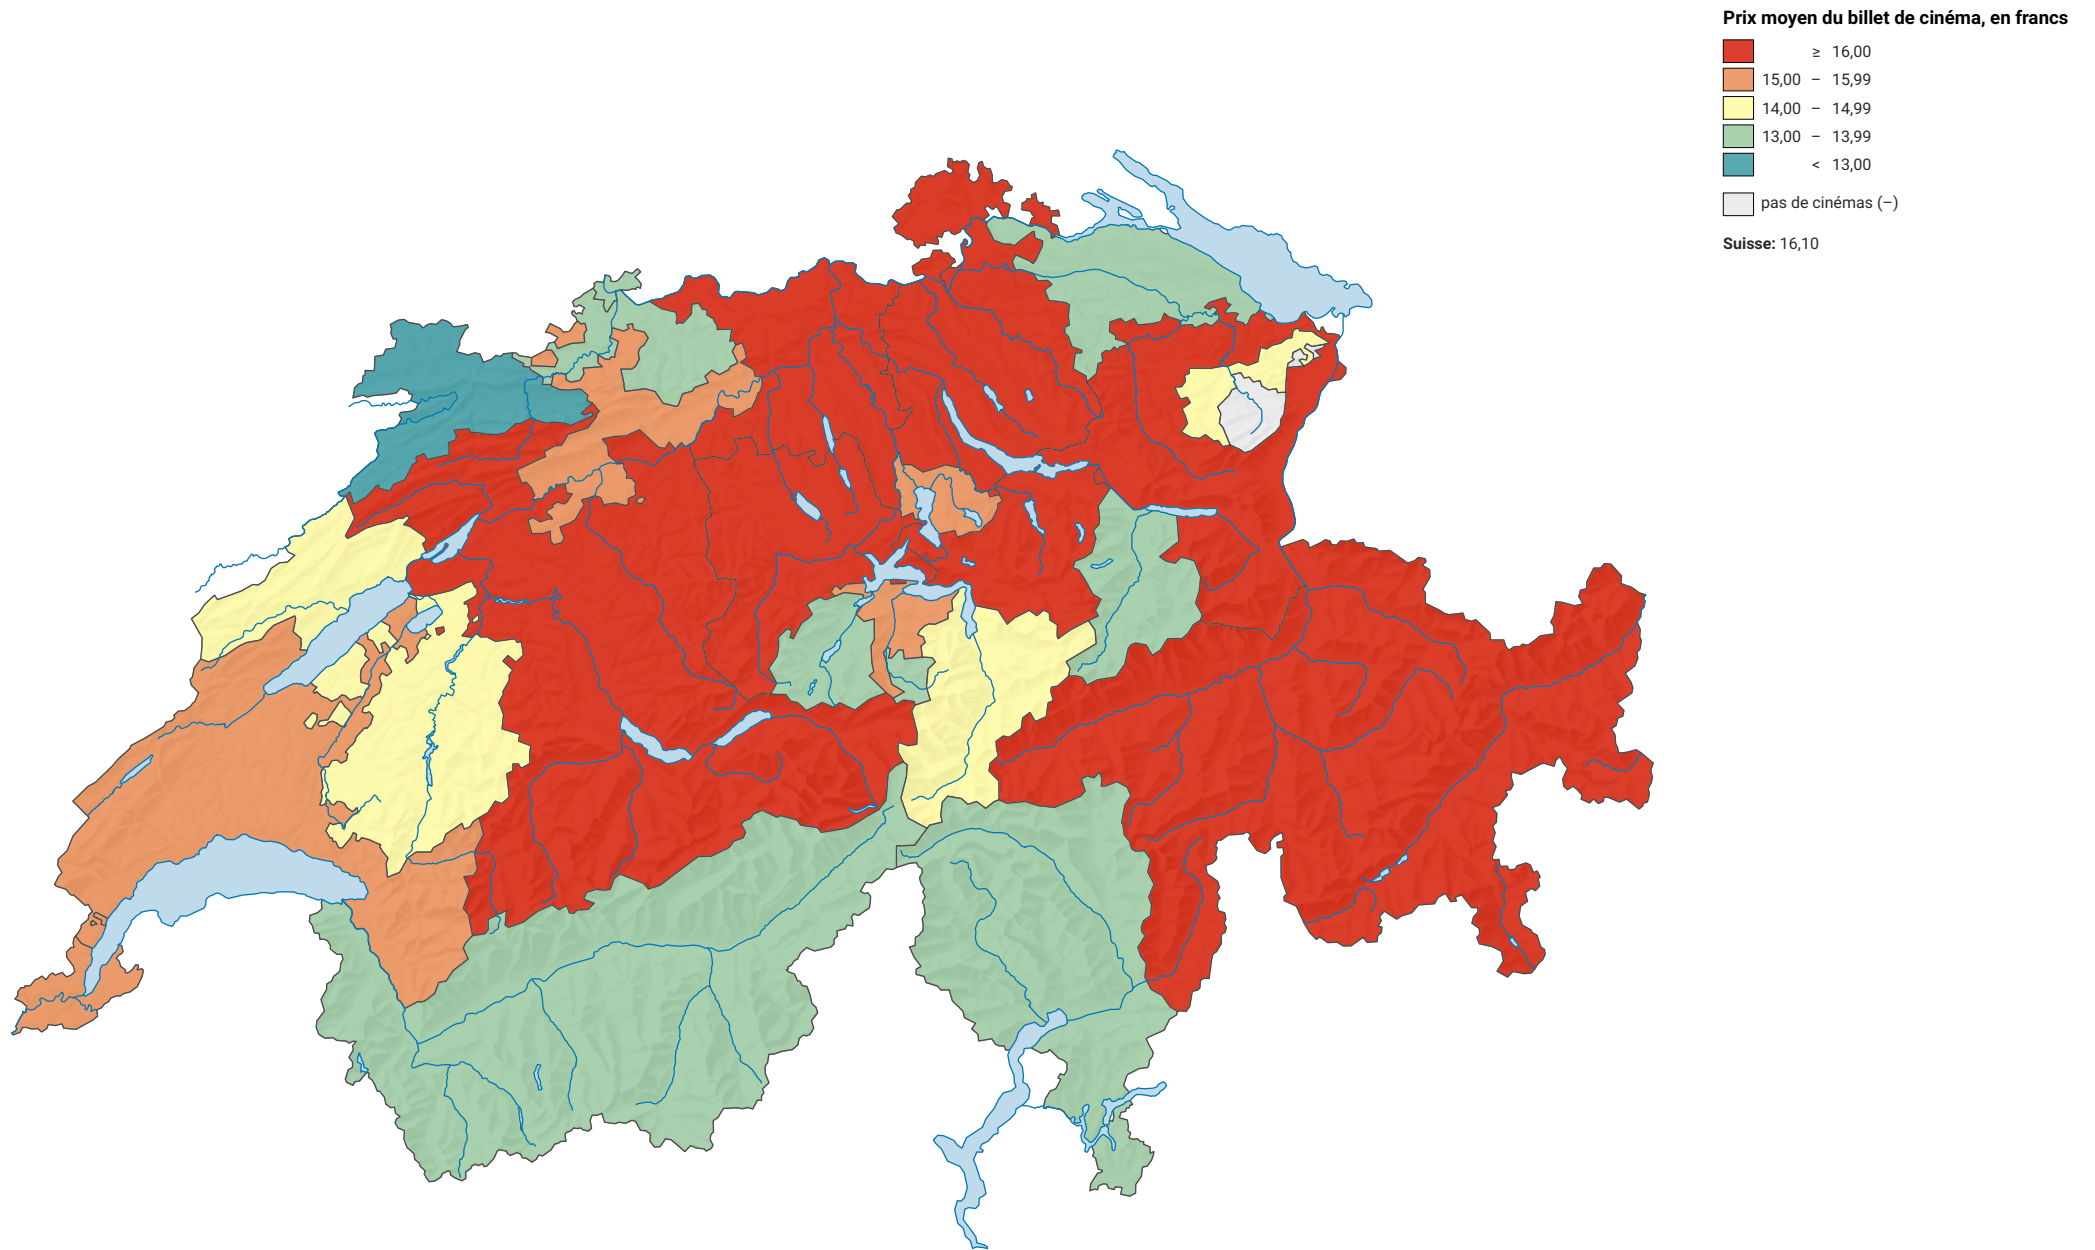 Prix moyen du billet de cinéma, en francs
≥ 16,00
15,00 – 15,99
14,00 – 14,99
13,00 – 13,99
< 13,00
pas de cinémas (–)
Suisse: 16,10